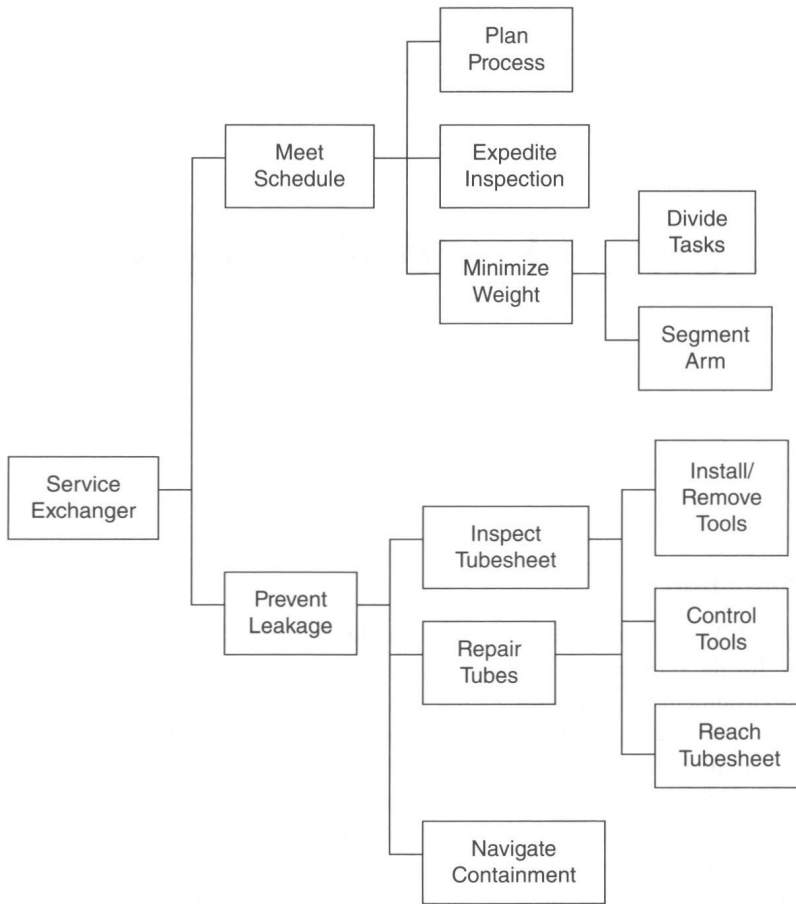 Plan
Process
Meet
Schedule
Expedite
Inspection
Minimize
Weight
Divide
Tasks
Segment
Arm
Service
Exchanger
Prevent
Leakage
Inspect
Tubesheet
Repair
Tubes
Navigate
Containment
Install/
Remove
Tools
Control
Tools
Reach
Tubesheet